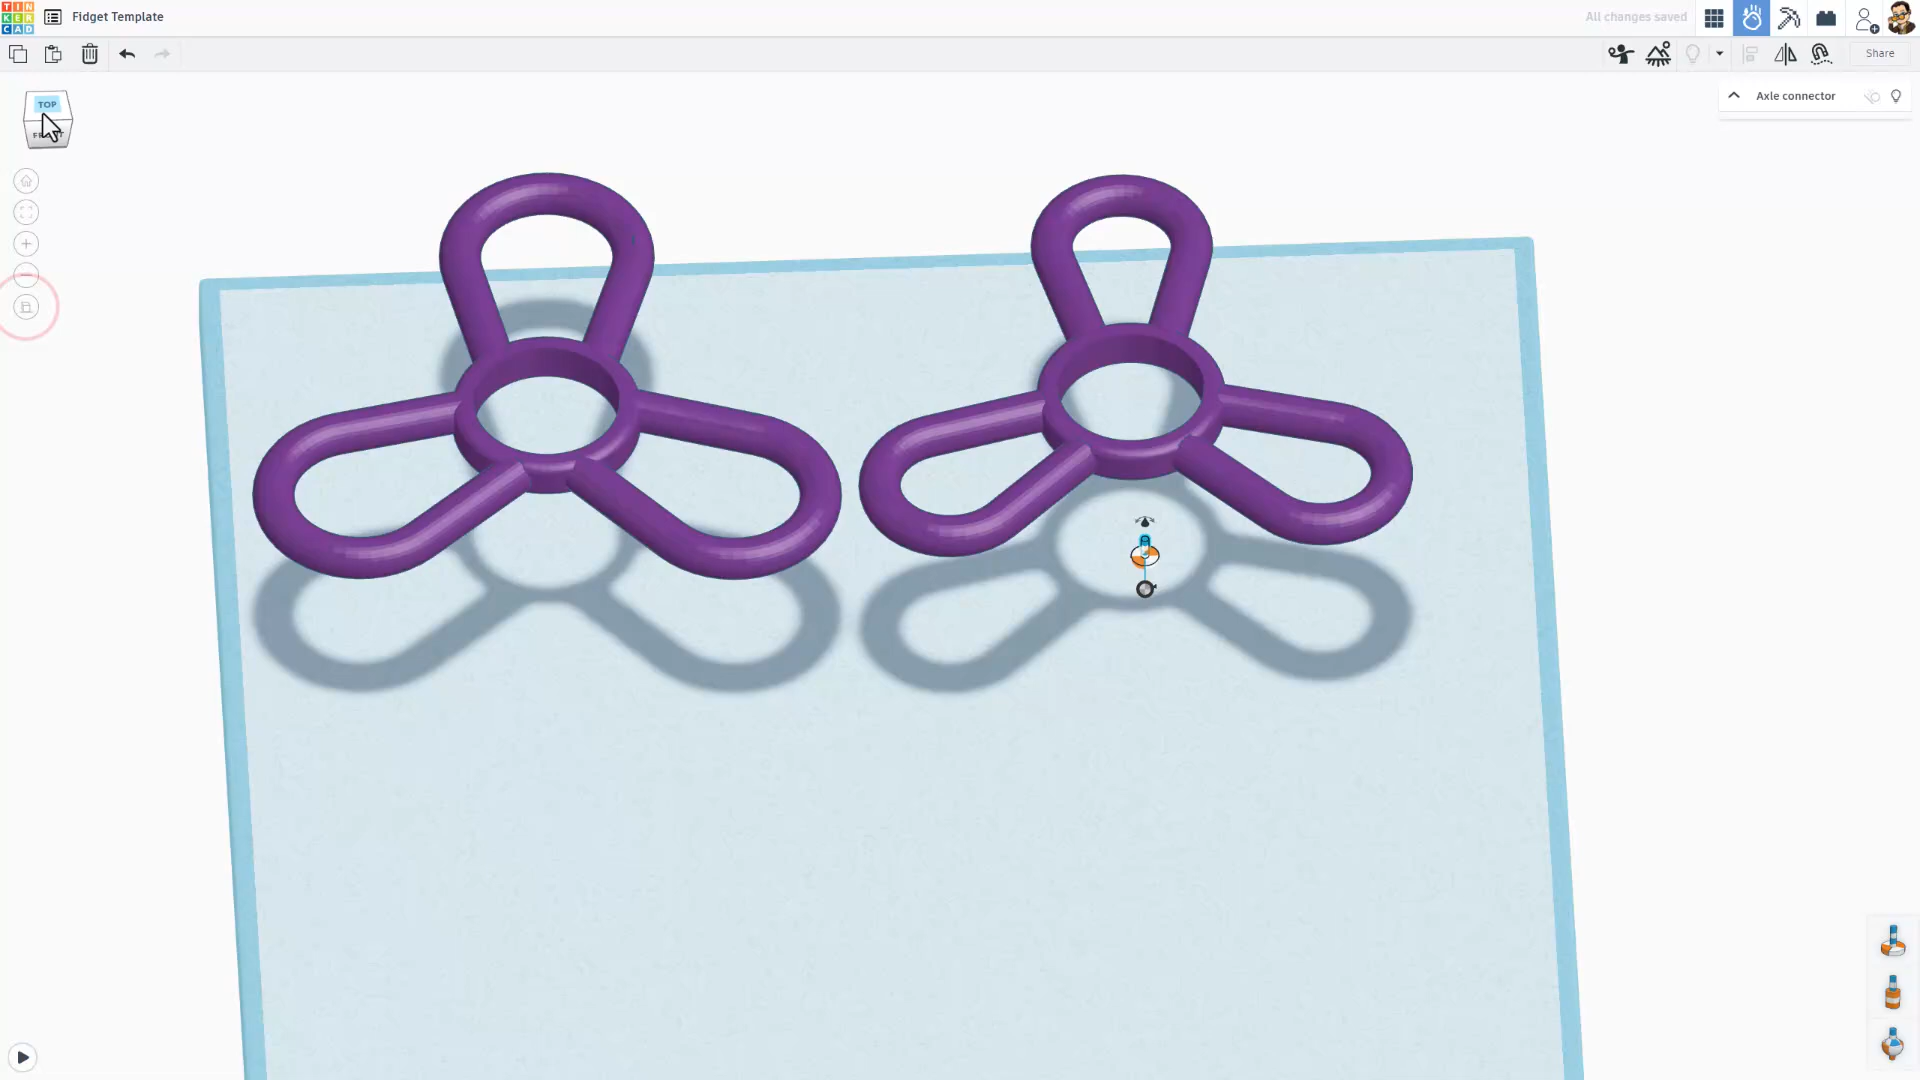 TIN
KER
CAD
Fidget Template
All changes saved
Share
TOP
Axle connector